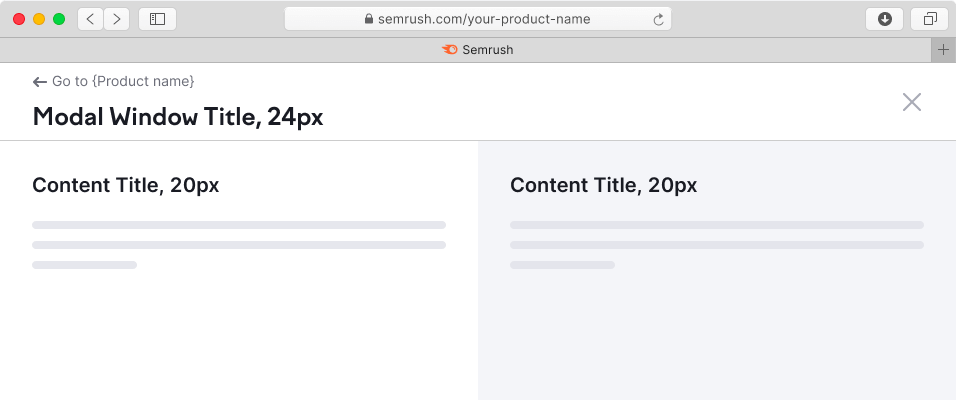 semrush.com/your-product-name
Semrush
Go to {Product name}
Modal Window Title, 24px
Content Title, 20px
Content Title, 20px